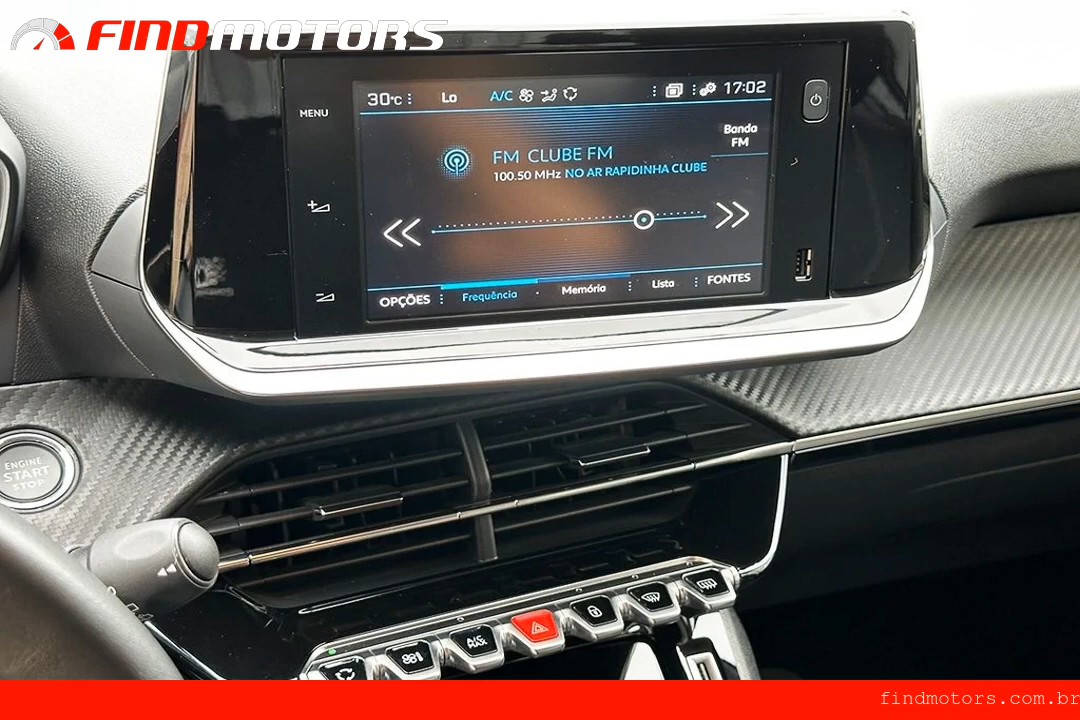 FINDMOTORS
MENU
30°C Lo A/C 17:02
Banda
FM
FM CLUBE FM
100.50 MHz NO AR RAPIDINHA CLUBE
OPÇÕES Frequência Memória Lista FONTES
ENGINE
START
STOP
A/C
MAX
findmotors.com.br